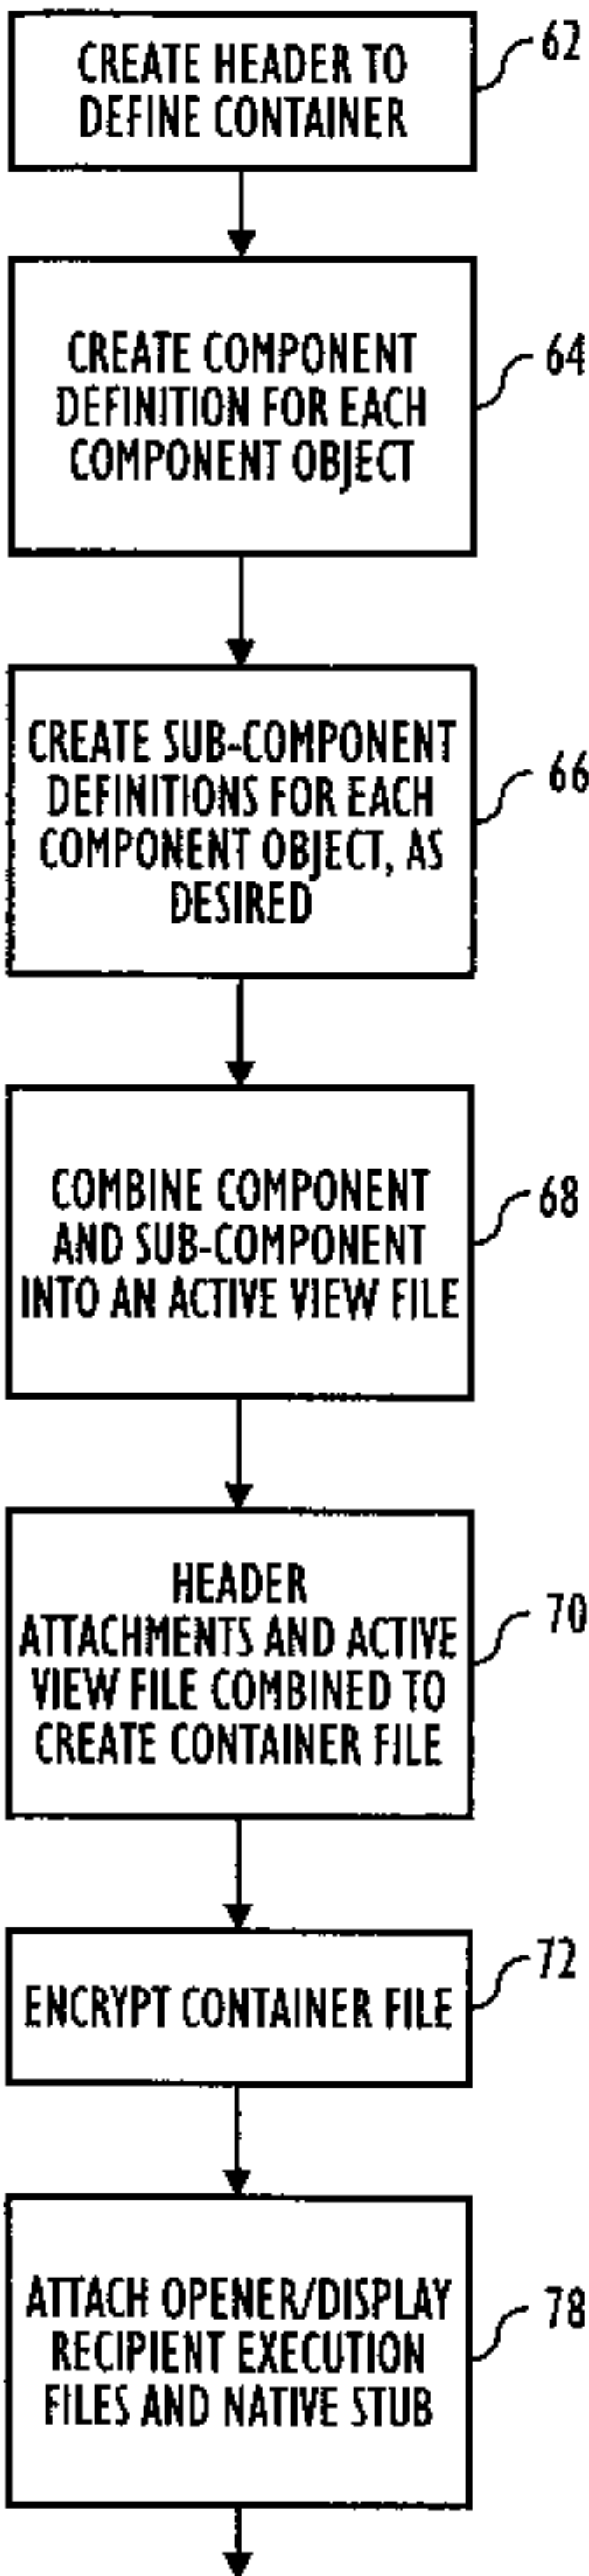 CREATE HEADER TO
DEFINE CONTAINER
62
CREATE COMPONENT
DEFINITION FOR EACH
COMPONENT OBJECT
64
CREATE SUB-COMPONENT
DEFINITIONS FOR EACH
COMPONENT OBJECT, AS
DESIRED
66
COMBINE COMPONENT
AND SUB-COMPONENT
INTO AN ACTIVE VIEW FILE
68
HEADER
ATTACHMENTS AND ACTIVE
VIEW FILE COMBINED TO
CREATE CONTAINER FILE
70
ENCRYPT CONTAINER FILE
72
ATTACH OPENER/DISPLAY
RECIPIENT EXECUTION
FILES AND NATIVE STUB
78